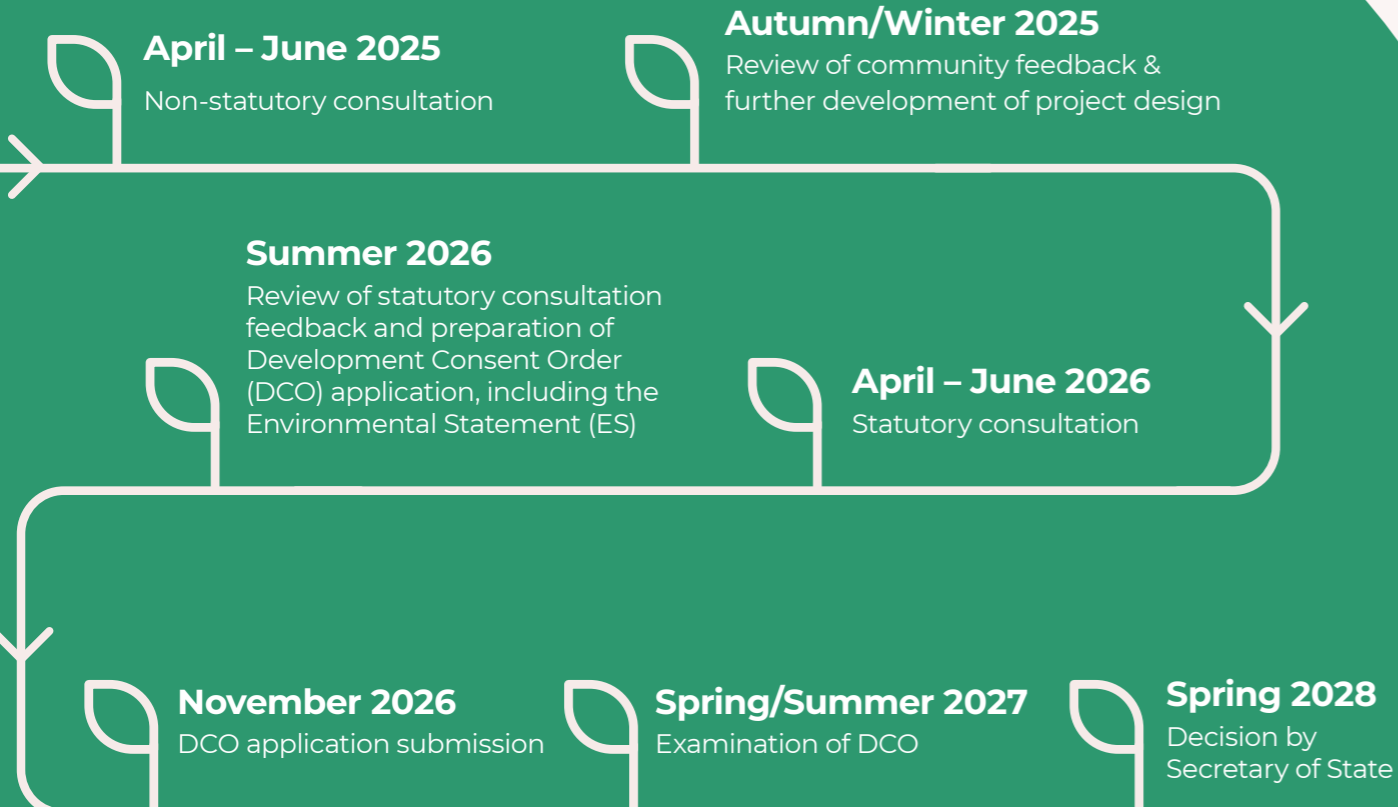 April – June 2025
Non-statutory consultation
Autumn/Winter 2025
Review of community feedback &
further development of project design
April – June 2026
Statutory consultation
Summer 2026
Review of statutory consultation
feedback and preparation of
Development Consent Order
(DCO) application, including the
Environmental Statement (ES)
November 2026
DCO application submission
Spring/Summer 2027
Examination of DCO
Spring 2028
Decision by
Secretary of State